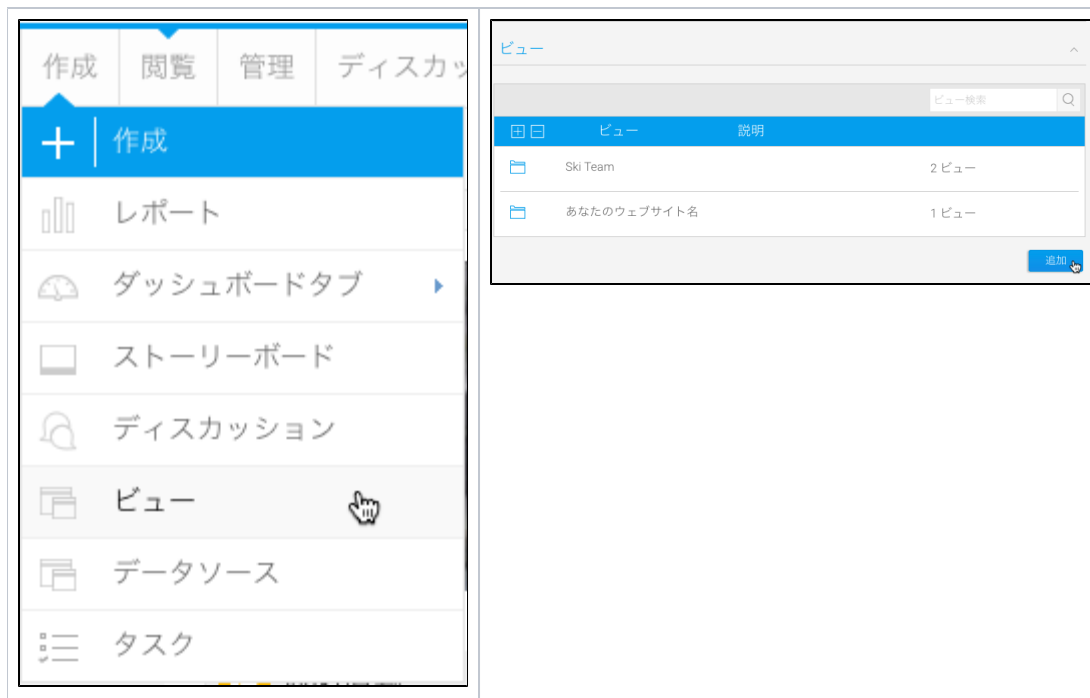 作成 閲覧 管理 ディスカッ
作成
レポート
ダッシュボードタブ
ストーリーボード
ディスカッション
ビュー
データソース
タスク
ビュー
ビュー検索
ビュー 説明
Ski Team 2 ビュー
あなたのウェブサイト名 1 ビュー
追加